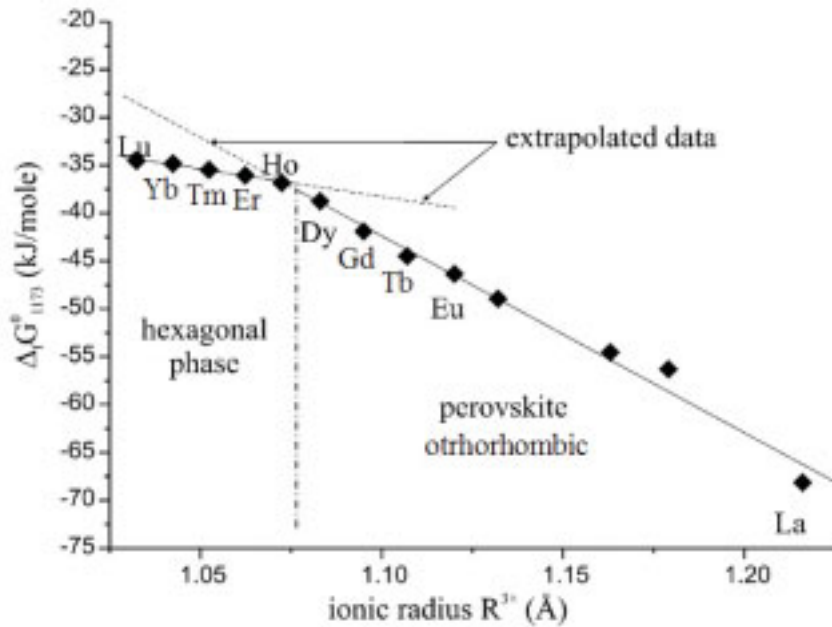 -20
-25
-30
-35
-40
-45
-50
-55
-60
-65
-70
-75
ΔfG⁰1173 (kJ/mole)
extrapolated data
Lu
Yb
Tm
Er
Ho
Dy
Gd
Tb
Eu
La
hexagonal
phase
perovskite
otrhorhombic
1.05
1.10
1.15
1.20
ionic radius R³⁺ (Å)